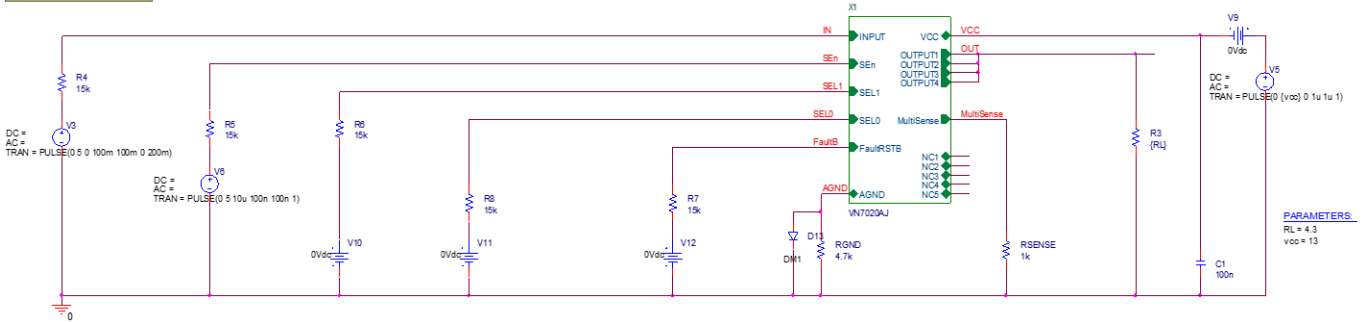 X1
IN
INPUT
VCC
VCC
V9
0Vdc
R4
15k
V3
DC =
AC =
TRAN = PULSE(0 5 0 100m 100m 0 200m)
SEn
SEn
R5
15k
V6
DC =
AC =
TRAN = PULSE(0 5 10u 100n 100n 1)
SEL1
SEL1
R6
15k
V10
0Vdc
SEL0
SEL0
R8
15k
V11
0Vdc
FaultB
FaultRSTB
R7
15k
V12
0Vdc
AGND
AGND
VN7020AJ
OUTPUT1
OUTPUT2
OUTPUT3
OUTPUT4
OUT
MultiSense
MultiSense
NC1
NC2
NC3
NC4
NC5
D13
DM1
RGND
4.7k
RSENSE
1k
R3
{RL}
C1
100n
V5
DC =
AC =
TRAN = PULSE(0 {vcc} 0 1u 1u 1)
PARAMETERS:
RL = 4.3
vcc = 13
0